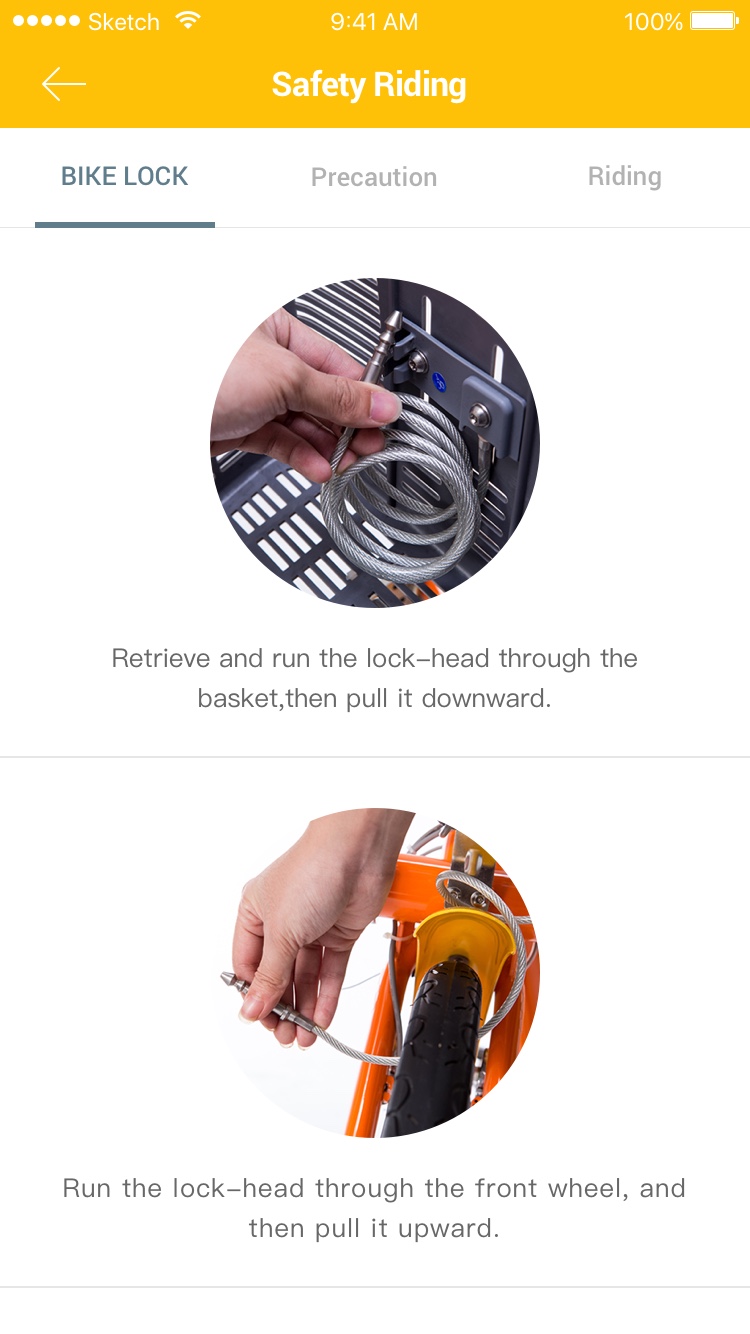 Sketch 9:41 AM 100%
Safety Riding
BIKE LOCK Precaution Riding
Retrieve and run the lock–head through the
basket,then pull it downward.
Run the lock–head through the front wheel, and
then pull it upward.